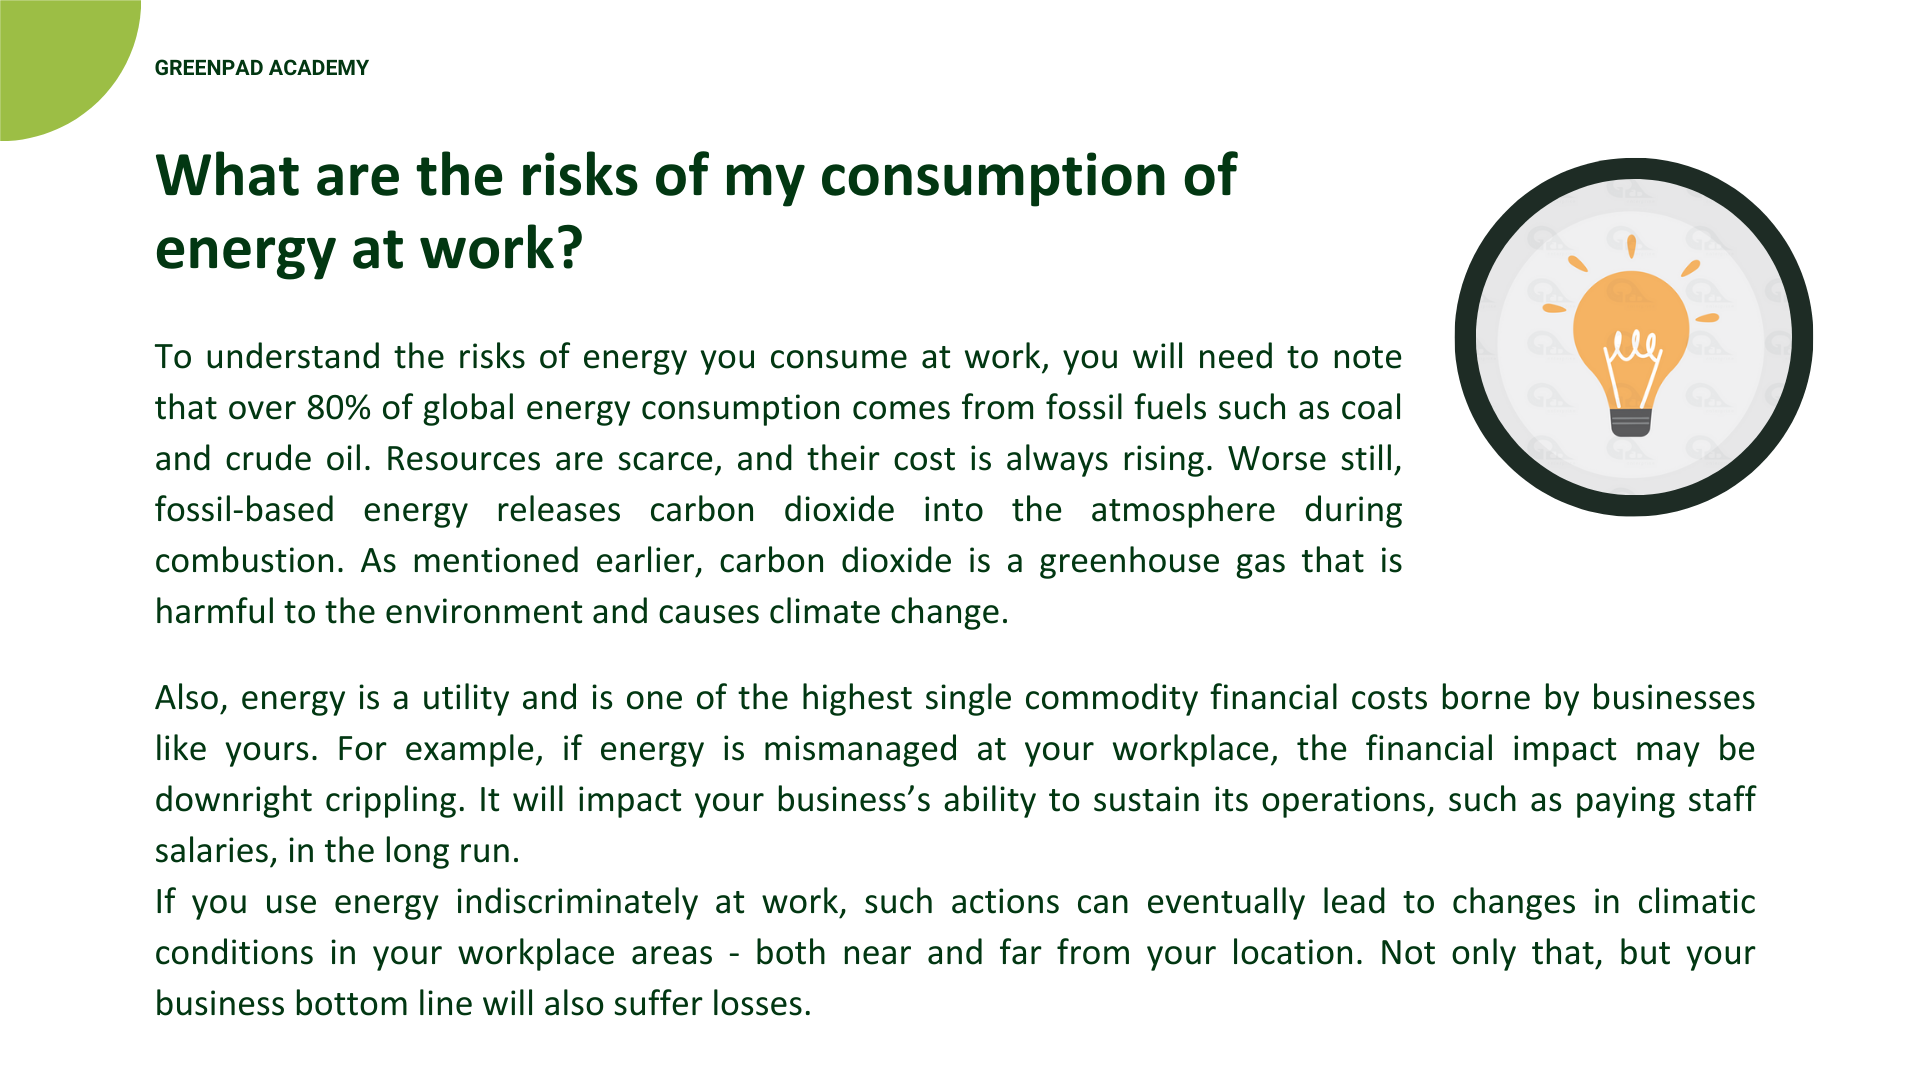 GREENPAD ACADEMY
What are the risks of my consumption of
energy at work?
To understand the risks of energy you consume at work, you will need to note
that over 80% of global energy consumption comes from fossil fuels such as coal
and crude oil. Resources are scarce, and their cost is always rising. Worse still,
fossil-based energy releases carbon dioxide into the atmosphere during
combustion. As mentioned earlier, carbon dioxide is a greenhouse gas that is
harmful to the environment and causes climate change.
Also, energy is a utility and is one of the highest single commodity financial costs borne by businesses
like yours. For example, if energy is mismanaged at your workplace, the financial impact may be
downright crippling. It will impact your business’s ability to sustain its operations, such as paying staff
salaries, in the long run.
If you use energy indiscriminately at work, such actions can eventually lead to changes in climatic
conditions in your workplace areas - both near and far from your location. Not only that, but your
business bottom line will also suffer losses.